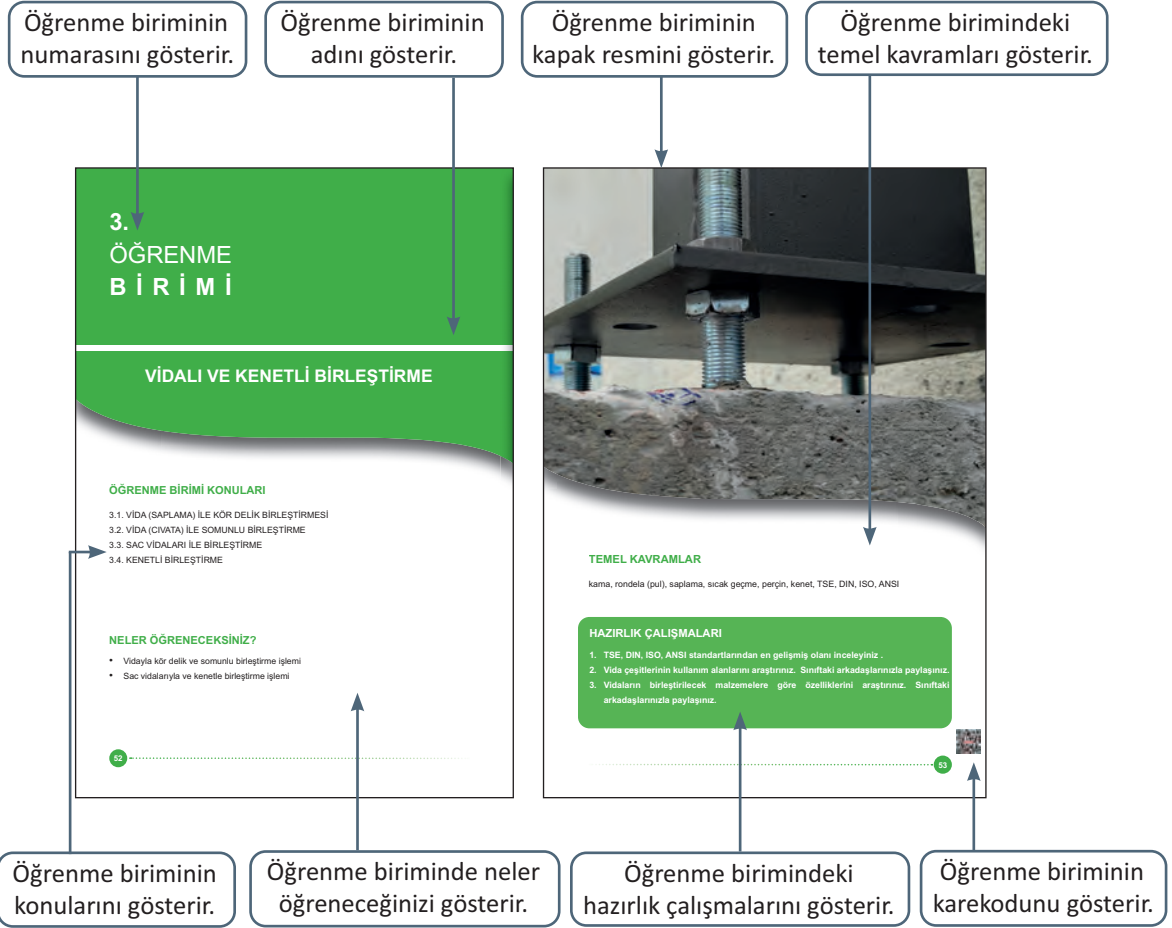 Öğrenme biriminin
numarasını gösterir.
Öğrenme biriminin
adını gösterir.
Öğrenme biriminin
kapak resmini gösterir.
Öğrenme birimindeki
temel kavramları gösterir.
3.
ÖĞRENME
BİRİMİ
VİDALI VE KENETLİ BİRLEŞTİRME
ÖĞRENME BİRİMİ KONULARI
3.1. VİDA (SAPLAMA) İLE KÖR DELİK BİRLEŞTİRMESİ
3.2. VİDA (CIVATA) İLE SOMUNLU BİRLEŞTİRME
3.3. SAC VİDALARI İLE BİRLEŞTİRME
3.4. KENETLİ BİRLEŞTİRME
NELER ÖĞRENECEKSİNİZ?
• Vidayla kör delik ve somunlu birleştirme işlemi
• Sac vidalarıyla ve kenetle birleştirme işlemi
52
TEMEL KAVRAMLAR
kama, rondela (pul), saplama, sıcak geçme, perçin, kenet, TSE, DIN, ISO, ANSI
HAZIRLIK ÇALIŞMALARI
1. TSE, DIN, ISO, ANSI standartlarından en gelişmiş olanı inceleyiniz .
2. Vida çeşitlerinin kullanım alanlarını araştırınız. Sınıftaki arkadaşlarınızla paylaşınız.
3. Vidaların birleştirilecek malzemelere göre özelliklerini araştırınız. Sınıftaki
arkadaşlarınızla paylaşınız.
53
Öğrenme biriminin
konularını gösterir.
Öğrenme biriminde neler
öğreneceğinizi gösterir.
Öğrenme birimindeki
hazırlık çalışmalarını gösterir.
Öğrenme biriminin
karekodunu gösterir.